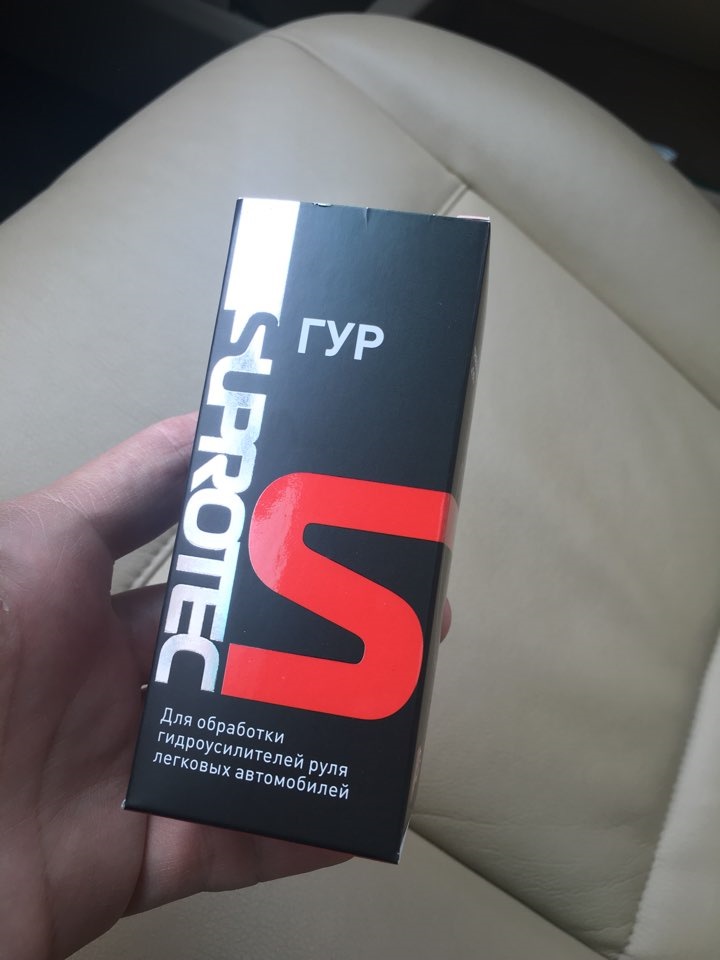 ГУР
SUPROTEC
S
Для обработки
гидроусилителей руля
легковых автомобилей